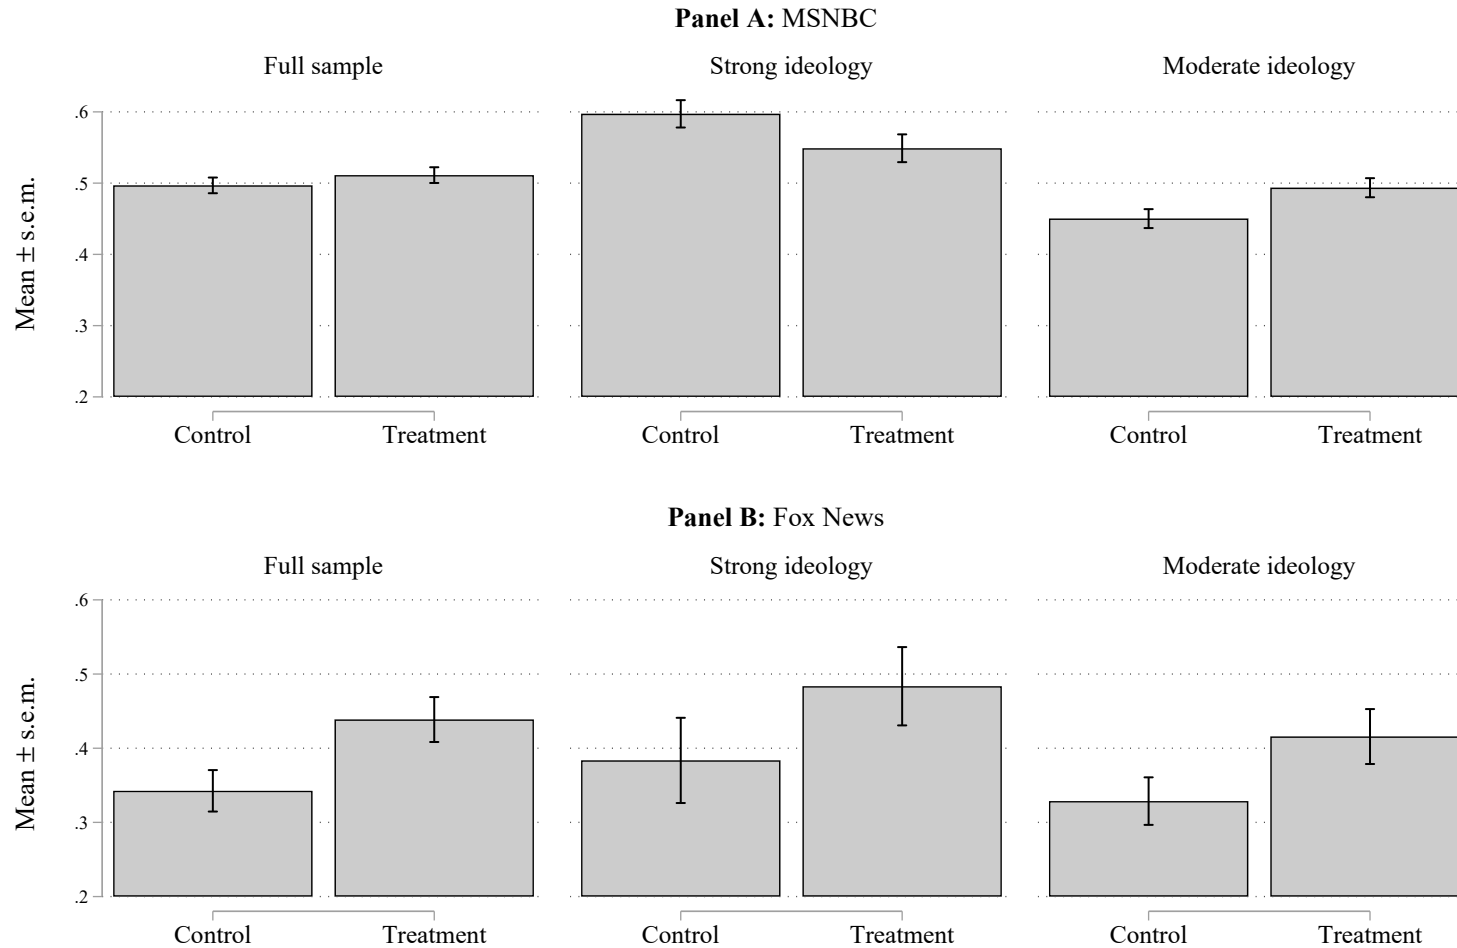 Panel A: MSNBC
Full sample
Strong ideology
Moderate ideology
Mean ± s.e.m.
.6
.5
.4
.3
.2
Control
Treatment
Control
Treatment
Control
Treatment
Panel B: Fox News
Full sample
Strong ideology
Moderate ideology
Mean ± s.e.m.
.6
.5
.4
.3
.2
Control
Treatment
Control
Treatment
Control
Treatment